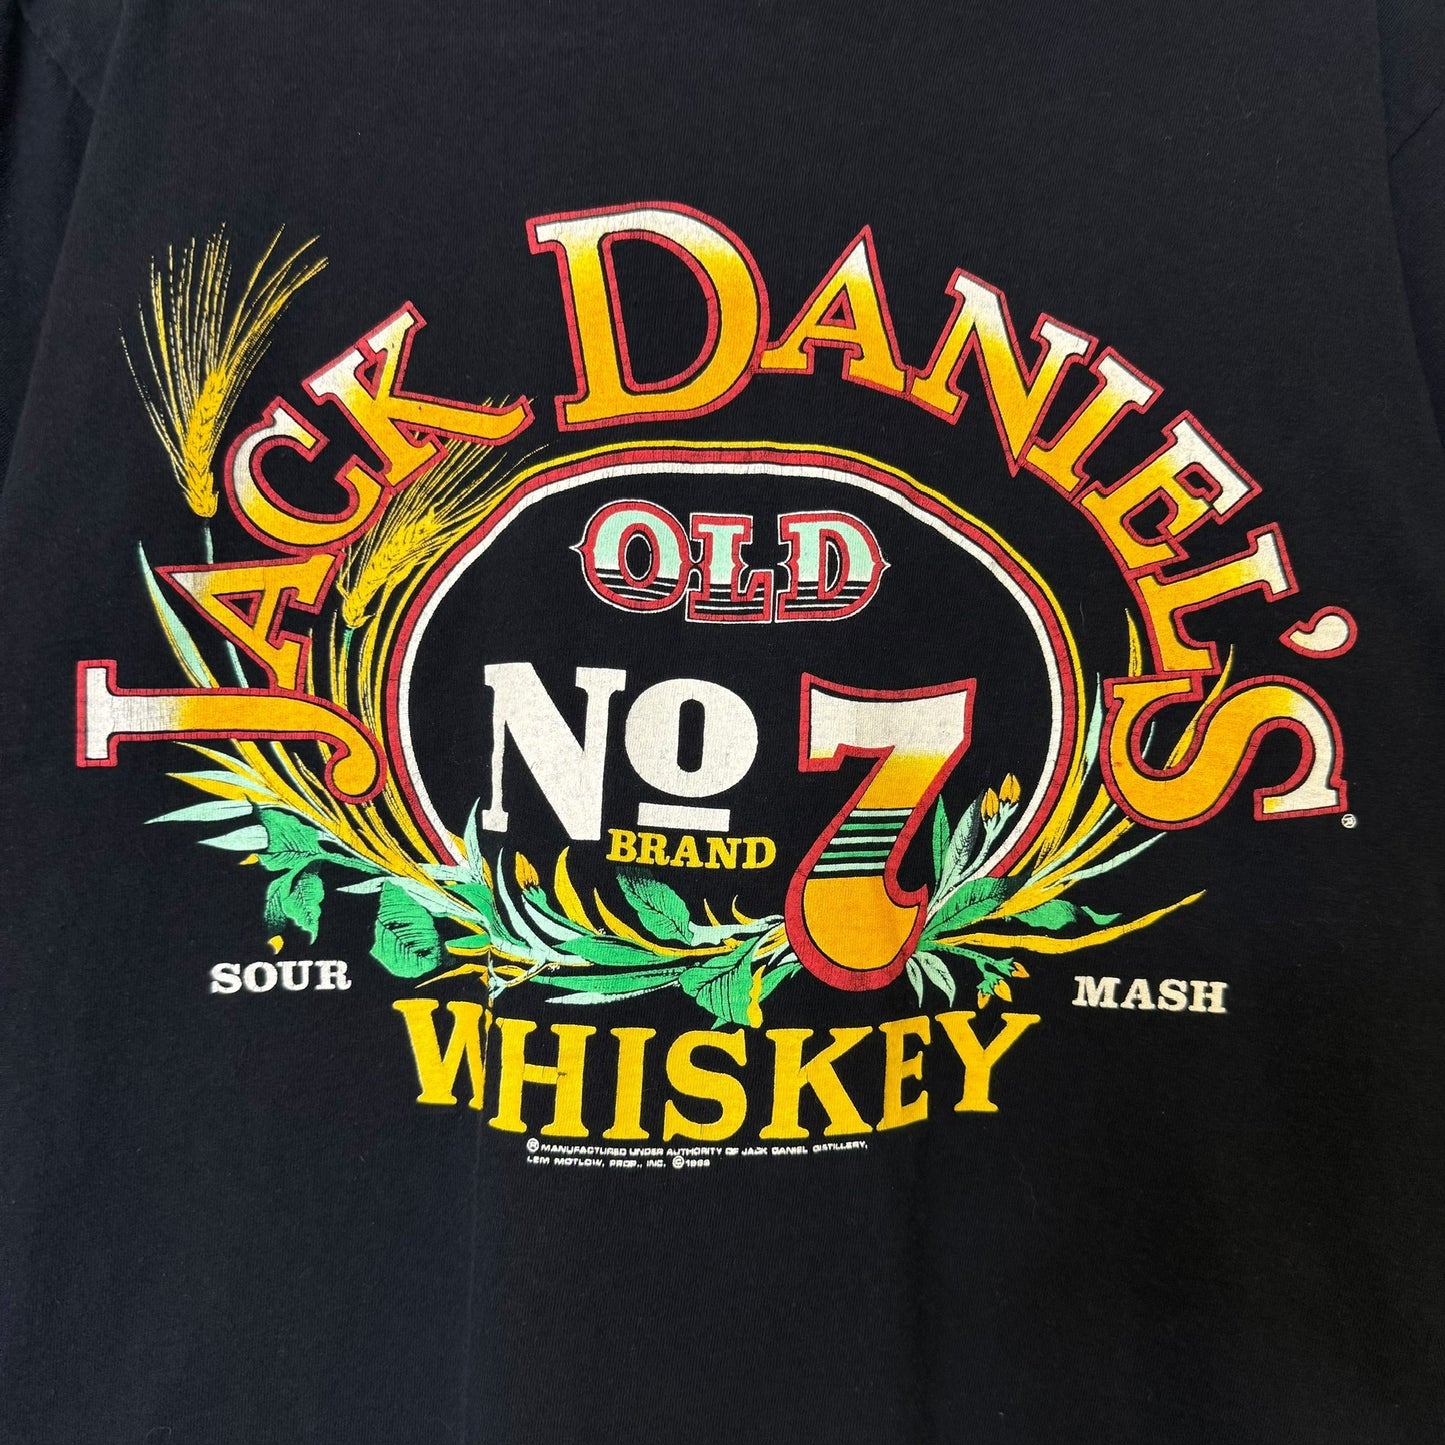 JACK DANIEL'S ®
OLD
No 7
BRAND
SOUR MASH
WHISKEY
® MANUFACTURED UNDER AUTHORITY OF JACK DANIEL DISTILLERY,
LEM MOTLOW, PROP., INC. ©